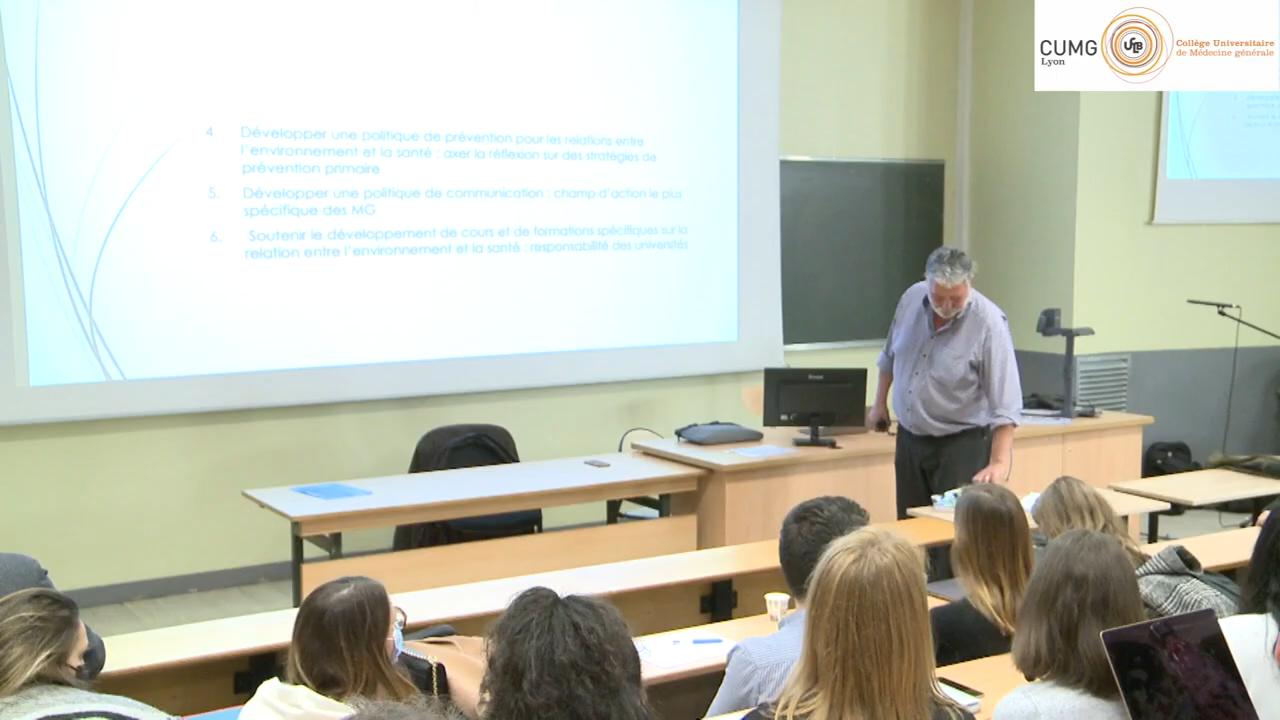 CUMG
Lyon
UCLB
Collège Universitaire
de Médecine générale
4. Développer une politique de prévention pour les relations entre
l'environnement et la santé : axer la réflexion sur des stratégies de
prévention primaire
5. Développer une politique de communication : champ d'action le plus
spécifique des MG
6. Soutenir le développement de cours et de formations spécifiques sur la
relation entre l'environnement et la santé : responsabilité des universités